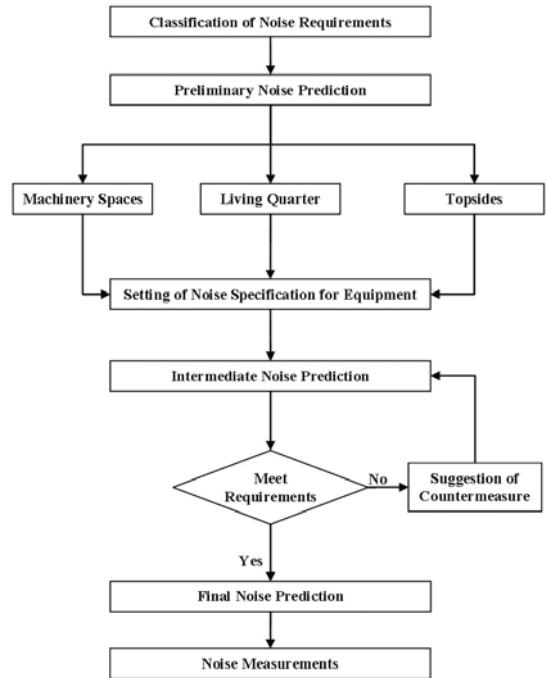 Classification of Noise Requirements
Preliminary Noise Prediction
Machinery Spaces
Living Quarter
Topsides
Setting of Noise Specification for Equipment
Intermediate Noise Prediction
Meet
Requirements
No
Suggestion of
Countermeasure
Yes
Final Noise Prediction
Noise Measurements